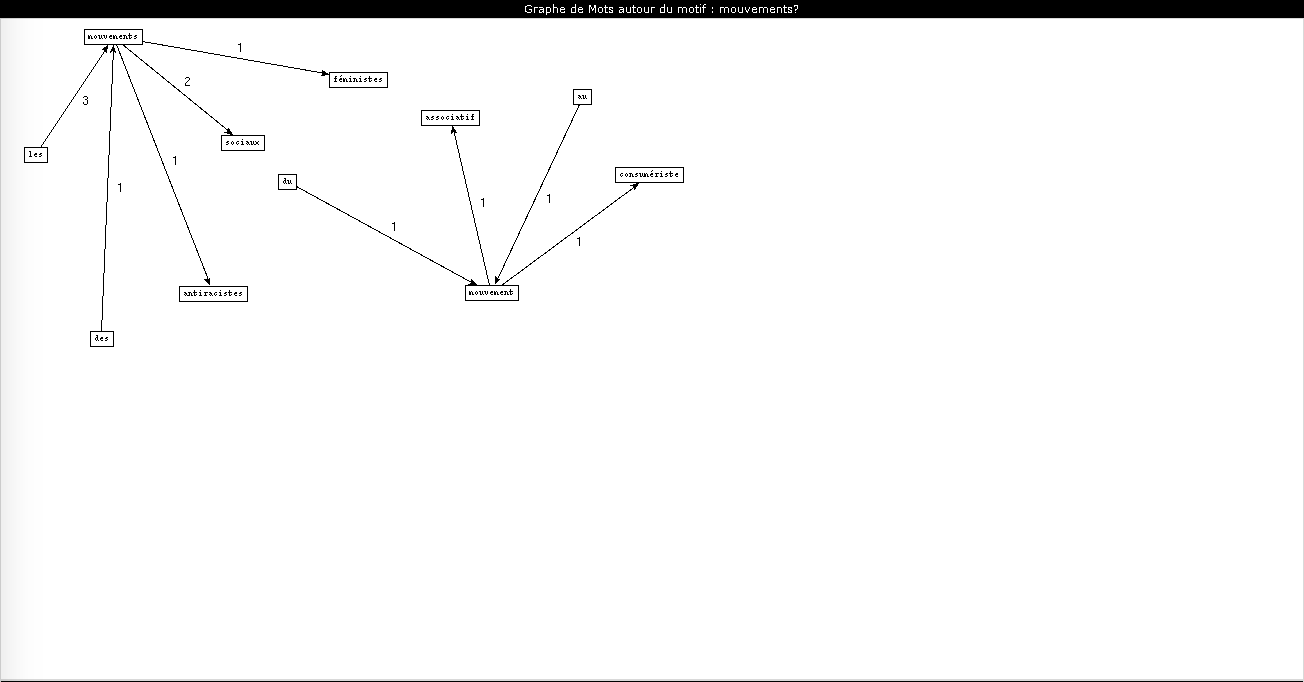 Graphe de Mots autour du motif : mouvements?
mouvements
1
féministes
2
3
au
associatif
sociaux
les
1
consumériste
du
1
1
1
1
1
antiracistes
mouvement
des